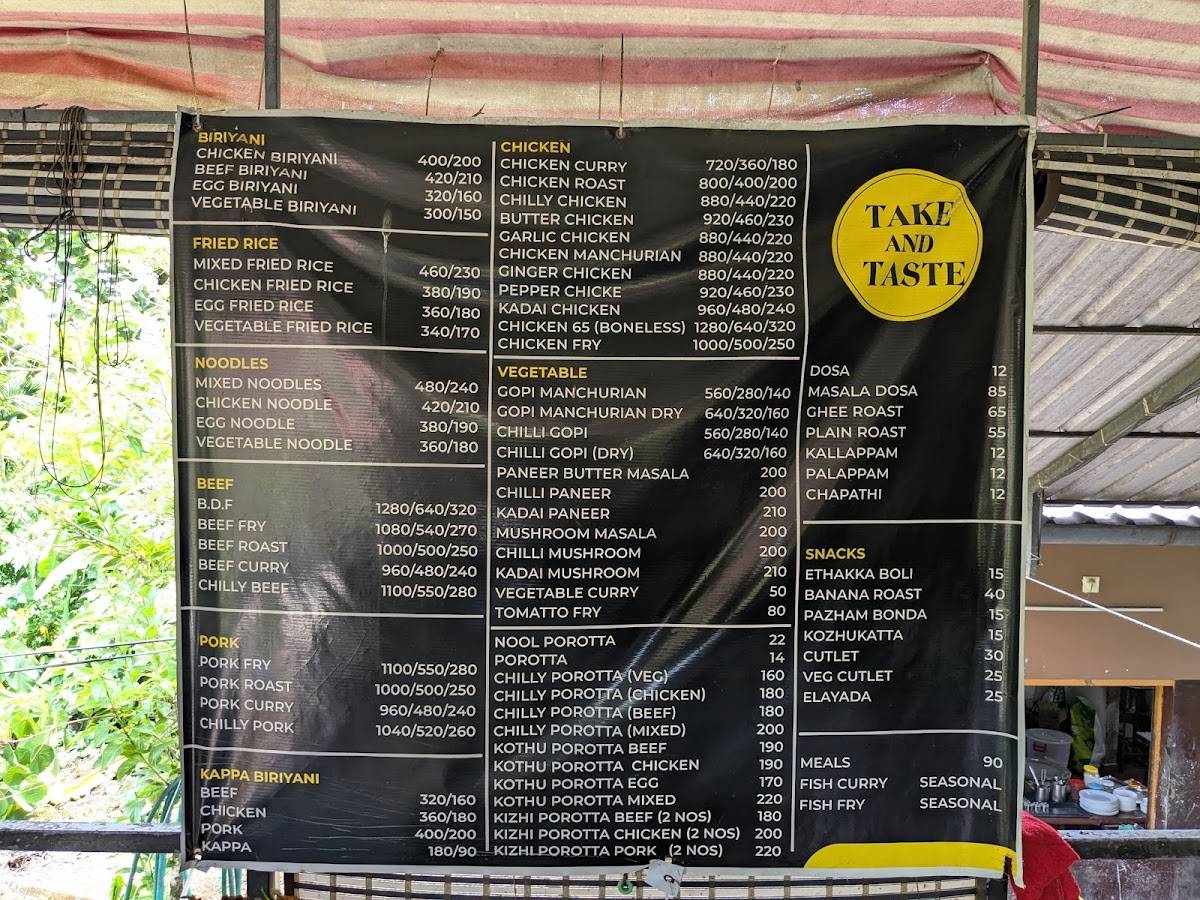 BIRIYANI
CHICKEN BIRIYANI 400/200
BEEF BIRIYANI 420/210
EGG BIRIYANI 320/160
VEGETABLE BIRIYANI 300/150
FRIED RICE
MIXED FRIED RICE 460/230
CHICKEN FRIED RICE 380/190
EGG FRIED RICE 360/180
VEGETABLE FRIED RICE 340/170
NOODLES
MIXED NOODLES 480/240
CHICKEN NOODLE 420/210
EGG NOODLE 380/190
VEGETABLE NOODLE 360/180
BEEF
B.D.F 1280/640/320
BEEF FRY 1080/540/270
BEEF ROAST 1000/500/250
BEEF CURRY 960/480/240
CHILLY BEEF 1100/550/280
PORK
PORK FRY 1100/550/280
PORK ROAST 1000/500/250
PORK CURRY 960/480/240
CHILLY PORK 1040/520/260
KAPPA BIRIYANI
BEEF 320/160
CHICKEN 360/180
PORK 400/200
KAPPA 180/90
CHICKEN
CHICKEN CURRY 720/360/180
CHICKEN ROAST 800/400/200
CHILLY CHICKEN 880/440/220
BUTTER CHICKEN 920/460/230
GARLIC CHICKEN 880/440/220
CHICKEN MANCHURIAN 880/440/220
GINGER CHICKEN 880/440/220
PEPPER CHICKE 920/460/230
KADAI CHICKEN 960/480/240
CHICKEN 65 (BONELESS) 1280/640/320
CHICKEN FRY 1000/500/250
VEGETABLE
GOPI MANCHURIAN 560/280/140
GOPI MANCHURIAN DRY 640/320/160
CHILLI GOPI 560/280/140
CHILLI GOPI (DRY) 640/320/160
PANEER BUTTER MASALA 200
CHILLI PANEER 200
KADAI PANEER 210
MUSHROOM MASALA 200
CHILLI MUSHROOM 200
KADAI MUSHROOM 210
VEGETABLE CURRY 50
TOMATTO FRY 80
NOOL POROTTA 22
POROTTA 14
CHILLY POROTTA (VEG) 160
CHILLY POROTTA (CHICKEN) 180
CHILLY POROTTA (BEEF) 180
CHILLY POROTTA (MIXED) 200
KOTHU POROTTA BEEF 190
KOTHU POROTTA CHICKEN 190
KOTHU POROTTA EGG 170
KOTHU POROTTA MIXED 220
KIZHI POROTTA BEEF (2 NOS) 180
KIZHI POROTTA CHICKEN (2 NOS) 200
KIZHI POROTTA PORK (2 NOS) 220
TAKE
AND
TASTE
DOSA 12
MASALA DOSA 85
GHEE ROAST 65
PLAIN ROAST 55
KALLAPPAM 12
PALAPPAM 12
CHAPATHI 12
SNACKS
ETHAKKA BOLI 15
BANANA ROAST 40
PAZHAM BONDA 15
KOZHUKATTA 15
CUTLET 30
VEG CUTLET 25
ELAYADA 25
MEALS 90
FISH CURRY SEASONAL
FISH FRY SEASONAL